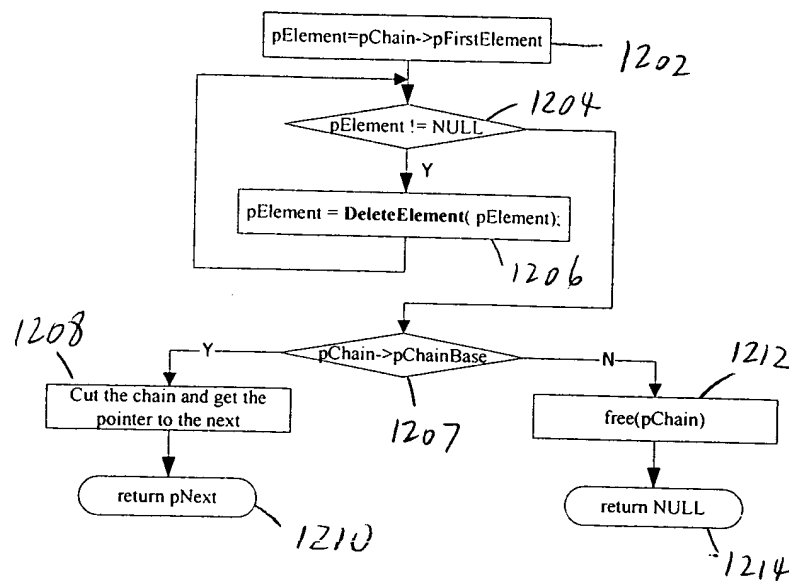 pElement=pChain->pFirstElement
1202
1204
pElement != NULL
Y
pElement = DeleteElement( pElement);
1206
1208
Y
pChain->pChainBase
N
1212
Cut the chain and get the
pointer to the next
1207
free(pChain)
return pNext
1210
return NULL
1214